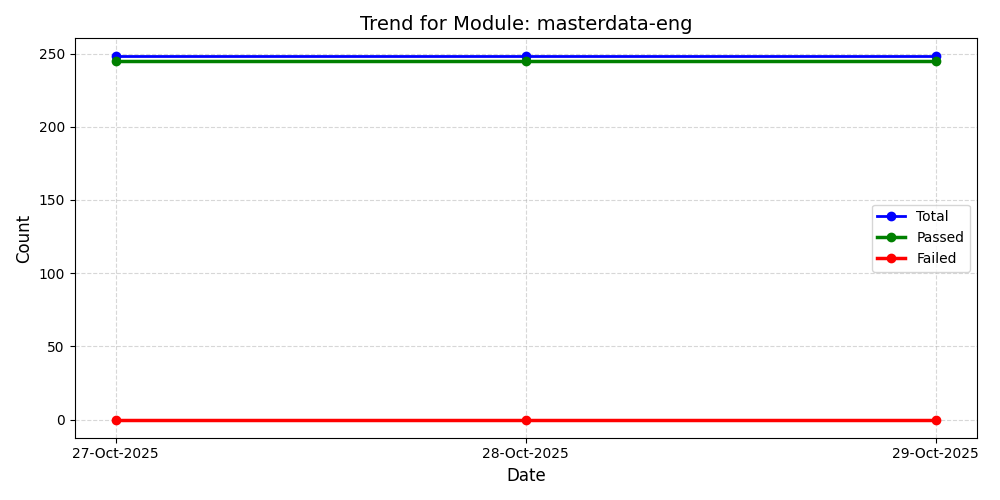 Trend for Module: masterdata-eng
250
200
150
100
50
0
Count
Total
Passed
Failed
27-Oct-2025
28-Oct-2025
29-Oct-2025
Date